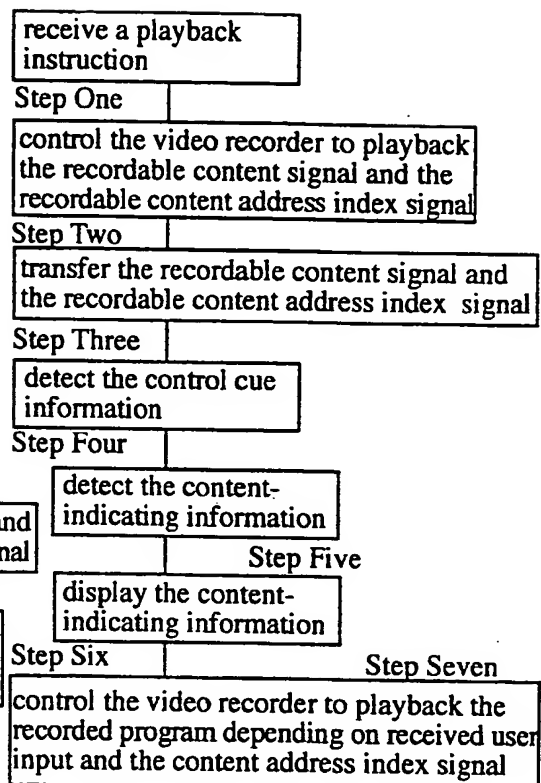 receive a playback
instruction
Step One
control the video recorder to playback
the recordable content signal and the
recordable content address index signal
Step Two
transfer the recordable content signal and
the recordable content address index signal
Step Three
detect the control cue
information
Step Four
detect the content-
indicating information
and
nal
Step Five
display the content-
indicating information
Step Six
Step Seven
control the video recorder to playback the
recorded program depending on received user
input and the content address index signal